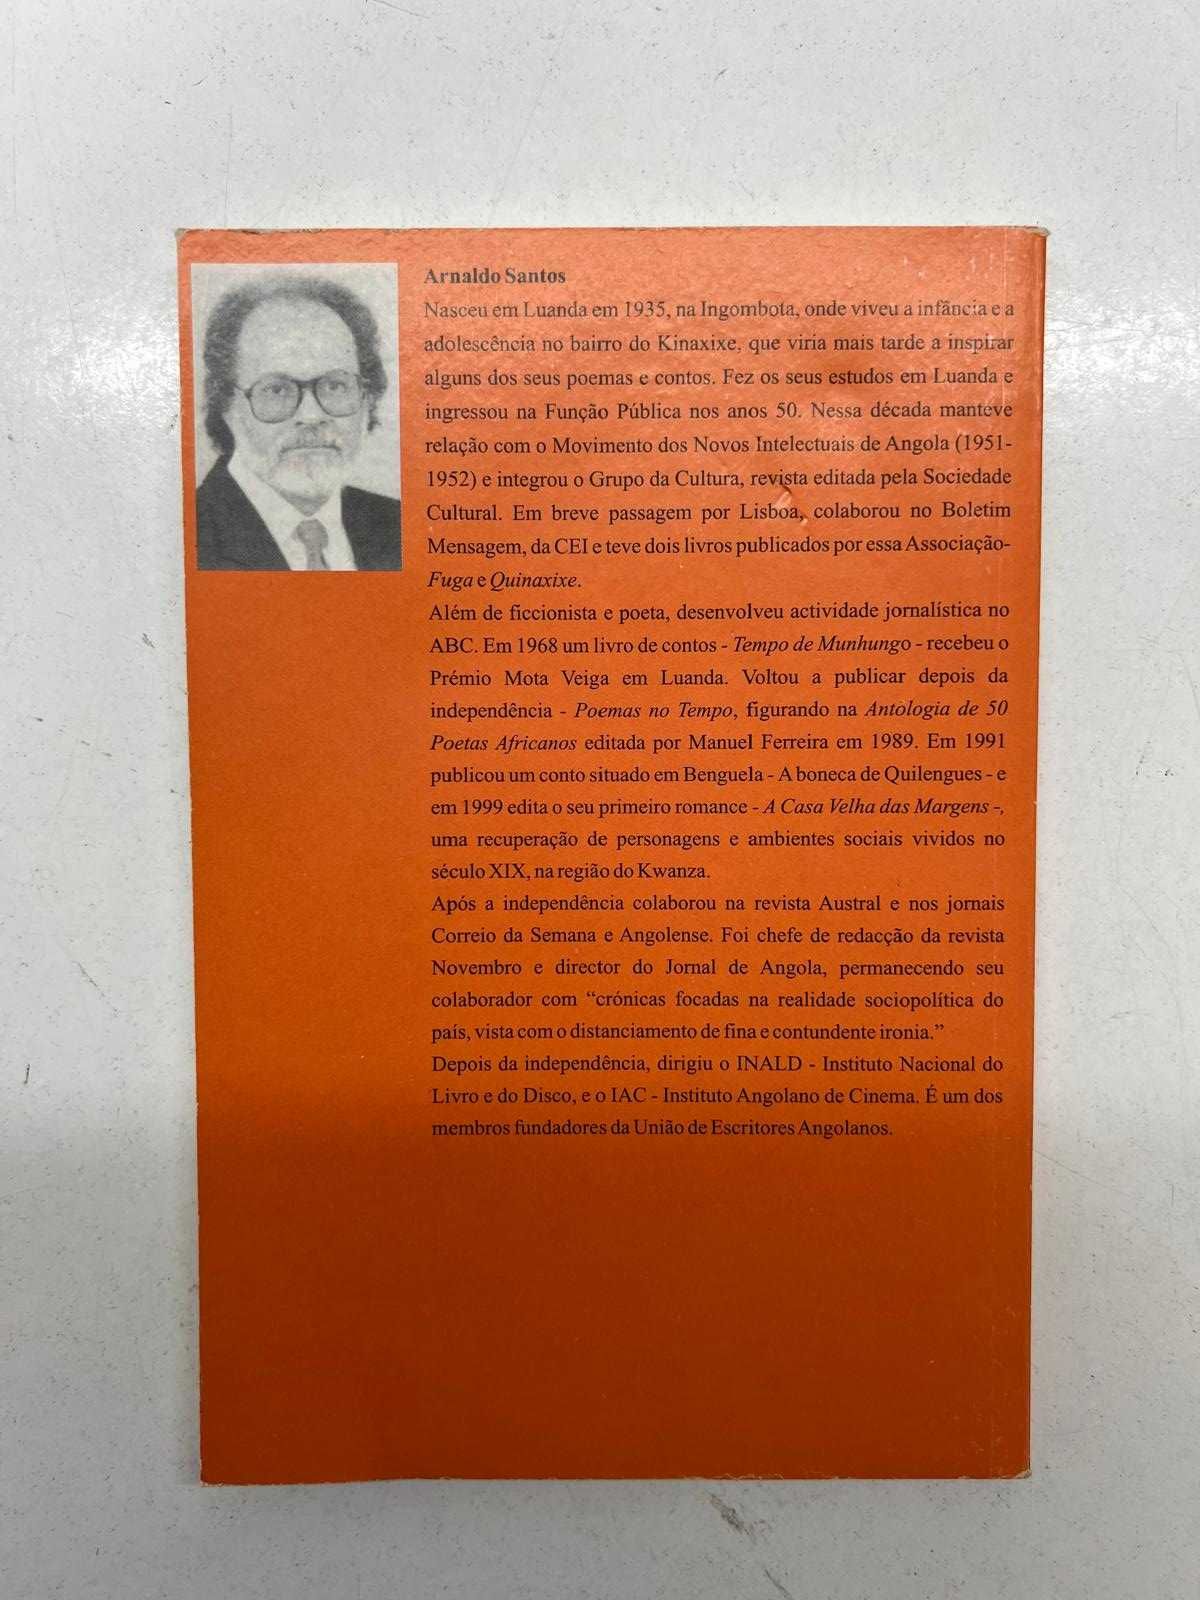 Arnaldo Santos
Nasceu em Luanda em 1935, na Ingombota, onde viveu a infância e a
adolescência no bairro do Kinaxixe, que viria mais tarde a inspirar
alguns dos seus poemas e contos. Fez os seus estudos em Luanda e
ingressou na Função Pública nos anos 50. Nessa década manteve
relação com o Movimento dos Novos Intelectuais de Angola (1951-
1952) e integrou o Grupo da Cultura, revista editada pela Sociedade
Cultural. Em breve passagem por Lisboa, colaborou no Boletim
Mensagem, da CEI e teve dois livros publicados por essa Associação-
Fuga e Quinaxixe.
Além de ficcionista e poeta, desenvolveu actividade jornalística no
ABC. Em 1968 um livro de contos - Tempo de Munhungo - recebeu o
Prémio Mota Veiga em Luanda. Voltou a publicar depois da
independência - Poemas no Tempo, figurando na Antologia de 50
Poetas Africanos editada por Manuel Ferreira em 1989. Em 1991
publicou um conto situado em Benguela - A boneca de Quilengues - e
em 1999 edita o seu primeiro romance - A Casa Velha das Margens -,
uma recuperação de personagens e ambientes sociais vividos no
século XIX, na região do Kwanza.
Após a independência colaborou na revista Austral e nos jornais
Correio da Semana e Angolense. Foi chefe de redacção da revista
Novembro e director do Jornal de Angola, permanecendo seu
colaborador com “crónicas focadas na realidade sociopolítica do
país, vista com o distanciamento de fina e contundente ironia.”
Depois da independência, dirigiu o INALD - Instituto Nacional do
Livro e do Disco, e o IAC - Instituto Angolano de Cinema. É um dos
membros fundadores da União de Escritores Angolanos.